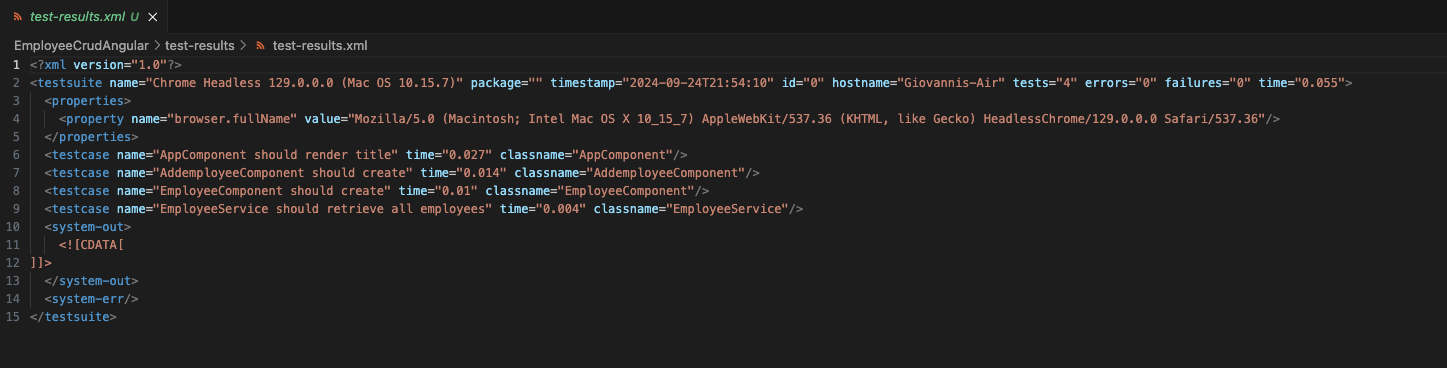 test-results.xml U ×
EmployeeCrudAngular > test-results > test-results.xml
1 <?xml version="1.0"?>
2 <testsuite name="Chrome Headless 129.0.0.0 (Mac OS 10.15.7)" package="" timestamp="2024-09-24T21:54:10" id="0" hostname="Giovannis-Air" tests="4" errors="0" failures="0" time="0.055">
3 <properties>
4 <property name="browser.fullName" value="Mozilla/5.0 (Macintosh; Intel Mac OS X 10_15_7) AppleWebKit/537.36 (KHTML, like Gecko) HeadlessChrome/129.0.0.0 Safari/537.36"/>
5 </properties>
6 <testcase name="AppComponent should render title" time="0.027" classname="AppComponent"/>
7 <testcase name="AddemployeeComponent should create" time="0.014" classname="AddemployeeComponent"/>
8 <testcase name="EmployeeComponent should create" time="0.01" classname="EmployeeComponent"/>
9 <testcase name="EmployeeService should retrieve all employees" time="0.004" classname="EmployeeService"/>
10 <system-out>
11 <![CDATA[
12 ]]>
13 </system-out>
14 <system-err/>
15 </testsuite>